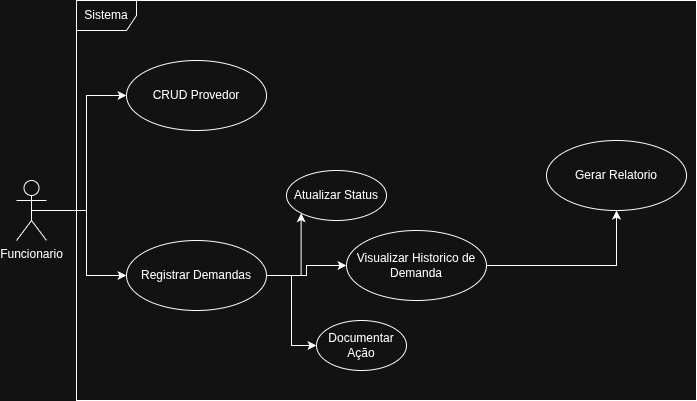 Sistema
CRUD Provedor
Gerar Relatorio
Atualizar Status
Funcionario
Registrar Demandas
Visualizar Historico de
Demanda
Documentar
Ação